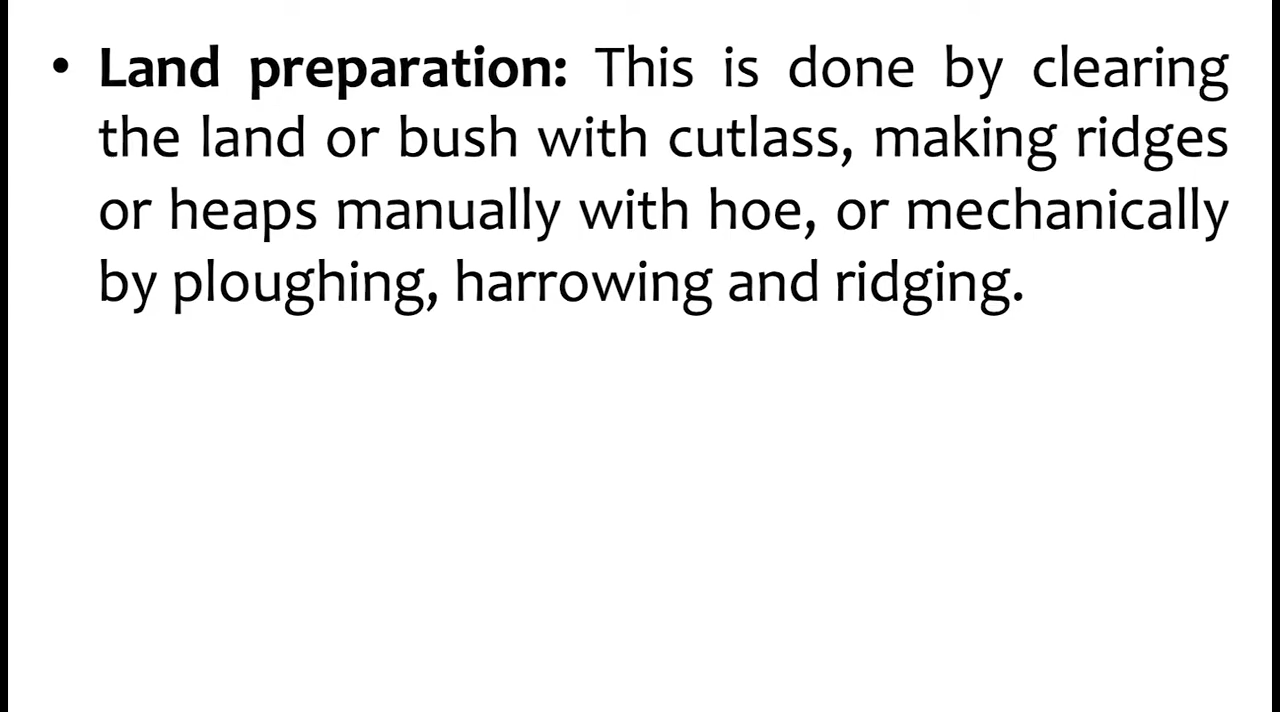 • Land preparation: This is done by clearing
the land or bush with cutlass, making ridges
or heaps manually with hoe, or mechanically
by ploughing, harrowing and ridging.